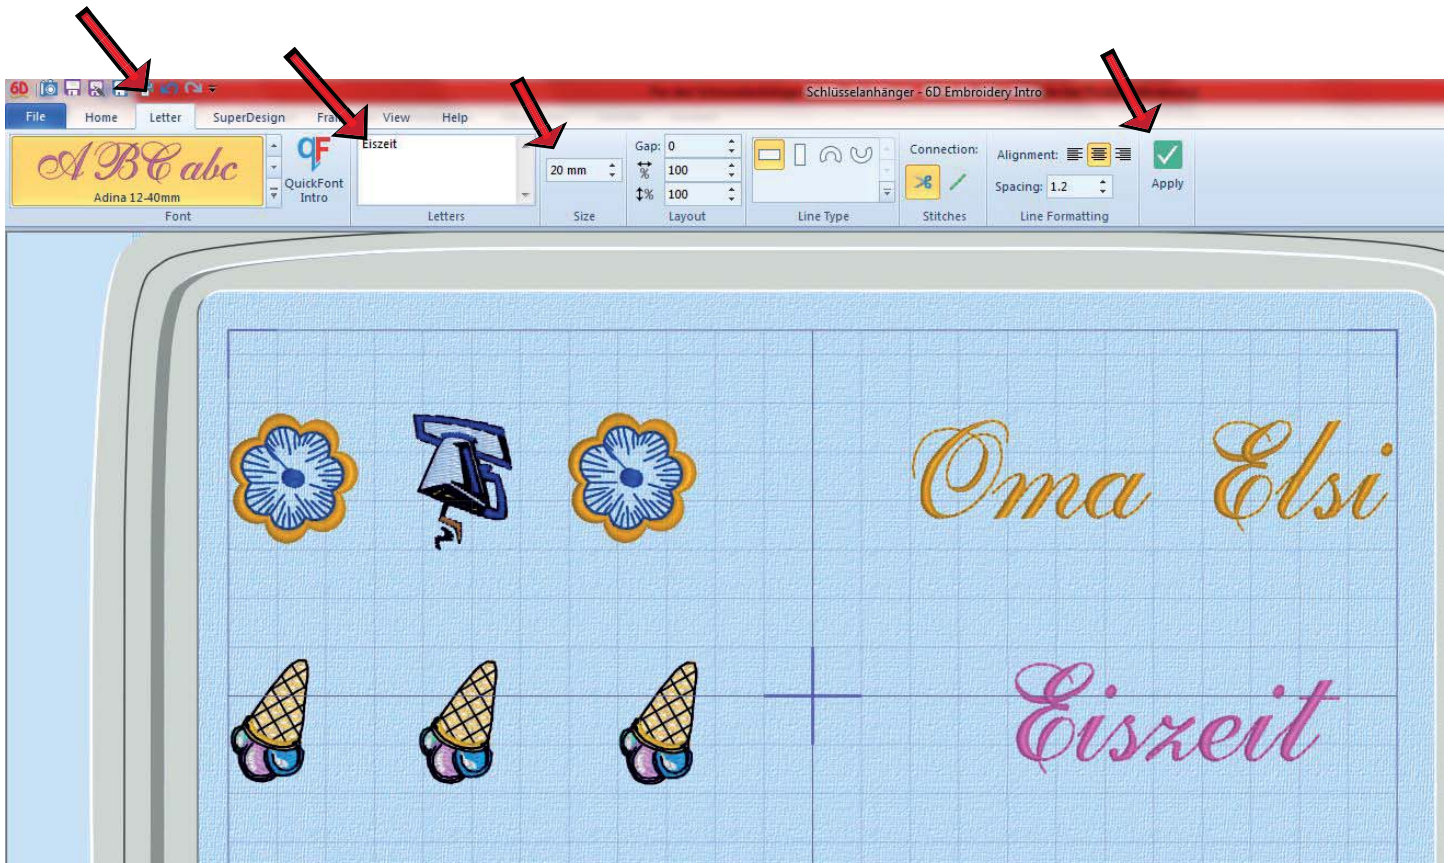 6D
Schlüsselanhänger - 6D Embroidery Intro
File Home Letter SuperDesign View Help
ABC abc
Adina 12-40mm
Font
QF
QuickFont
Intro
Eiszeit
Letters
20 mm
Size
Gap: 0
% 100
% 100
Layout
Line Type
Connection:
Stitches
Alignment:
Spacing: 1.2
Line Formatting
Apply
Oma Elsi
Eiszeit